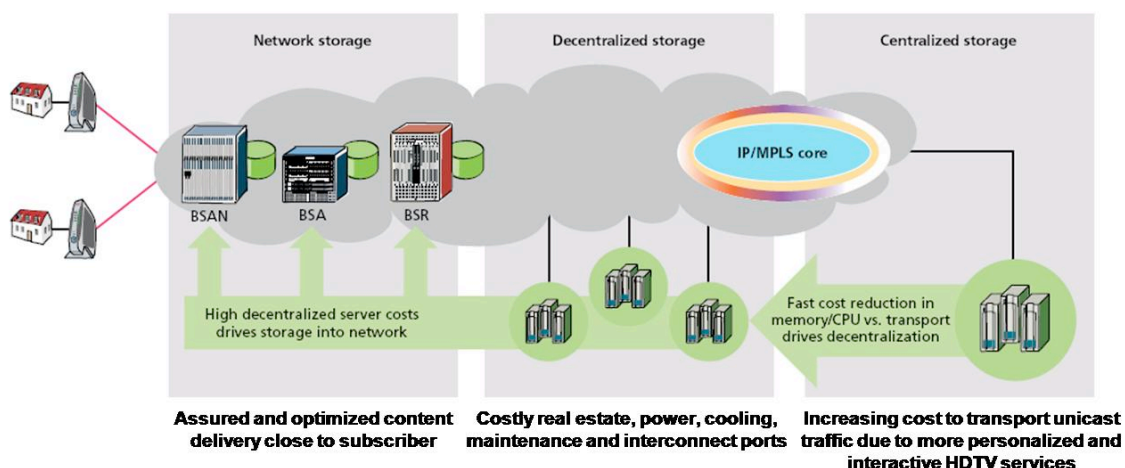 Network storage
Decentralized storage
Centralized storage
IP/MPLS core
BSAN
BSA
BSR
High decentralized server costs
drives storage into network
Fast cost reduction in
memory/CPU vs. transport
drives decentralization
Assured and optimized content
delivery close to subscriber
Costly real estate, power, cooling,
maintenance and interconnect ports
Increasing cost to transport unicast
traffic due to more personalized and
interactive HDTV services